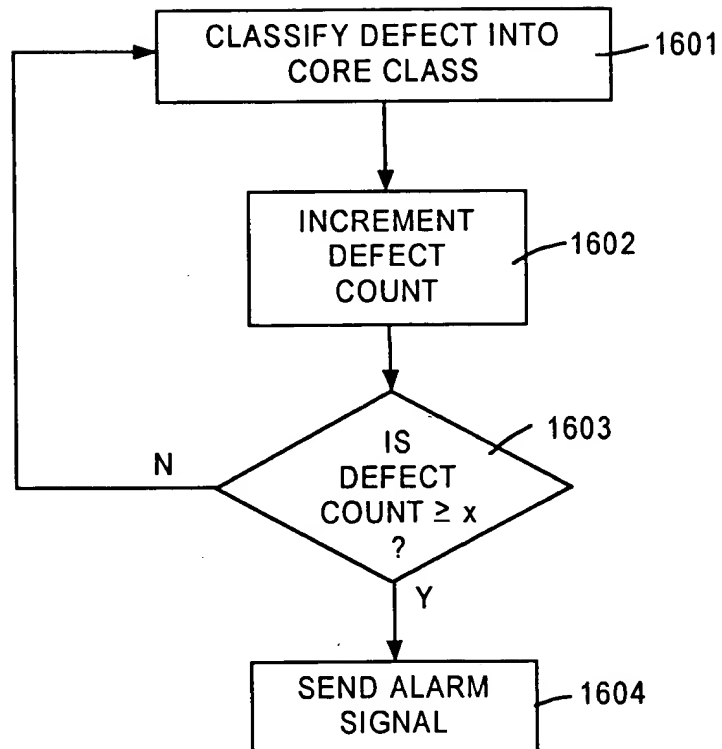 CLASSIFY DEFECT INTO
CORE CLASS
1601
INCREMENT
DEFECT
COUNT
1602
IS
DEFECT
COUNT ≥ x
?
1603
N
Y
SEND ALARM
SIGNAL
1604